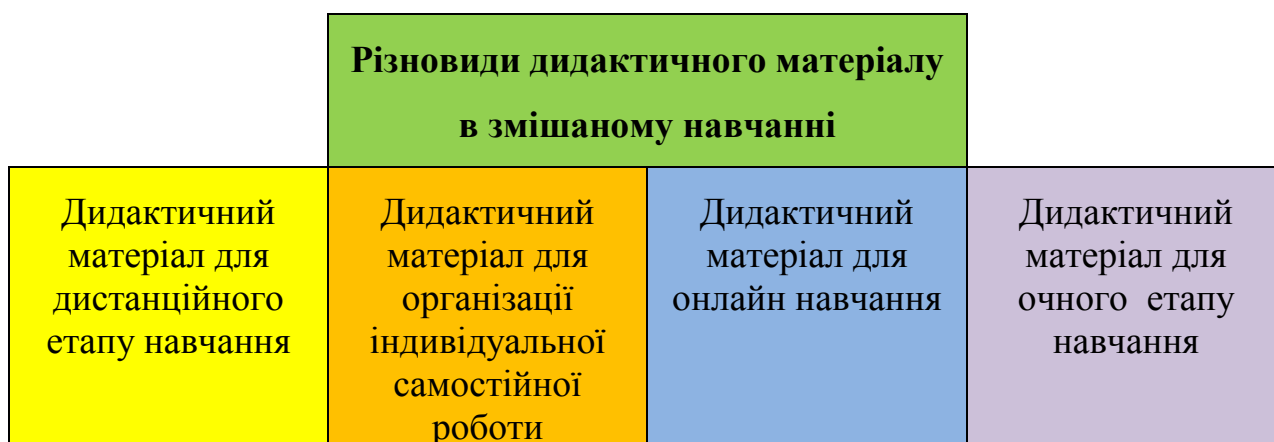 Різновиди дидактичного матеріалу
в змішаному навчанні
Дидактичний
матеріал для
дистанційного
етапу навчання
Дидактичний
матеріал для
організації
індивідуальної
самостійної
роботи
Дидактичний
матеріал для
онлайн навчання
Дидактичний
матеріал для
очного етапу
навчання